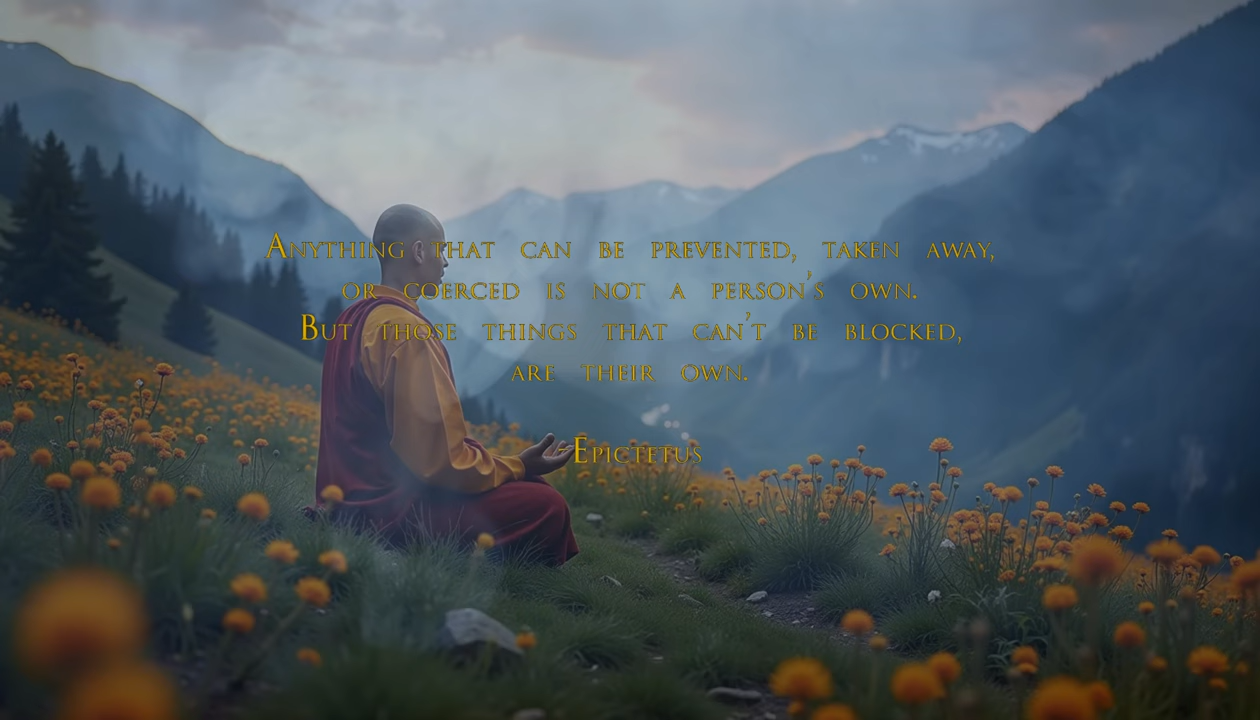 Anything that can be prevented, taken away,
or coerced is not a person's own.
But those things that can't be blocked,
are their own.
Epictetus